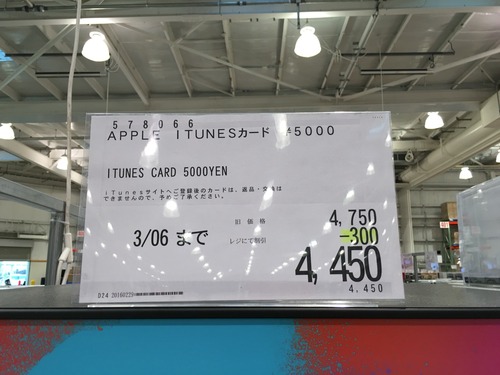 578066
APPLE ITUNESカード ¥5000
ITUNES CARD 5000YEN
iTunesサイトへご登録後のカードは、返品・交換は
できませんので、予めご了承ください。
旧価格 4,750
3/06 まで レジにて割引 -300
4,450
4,450
D24 20160225